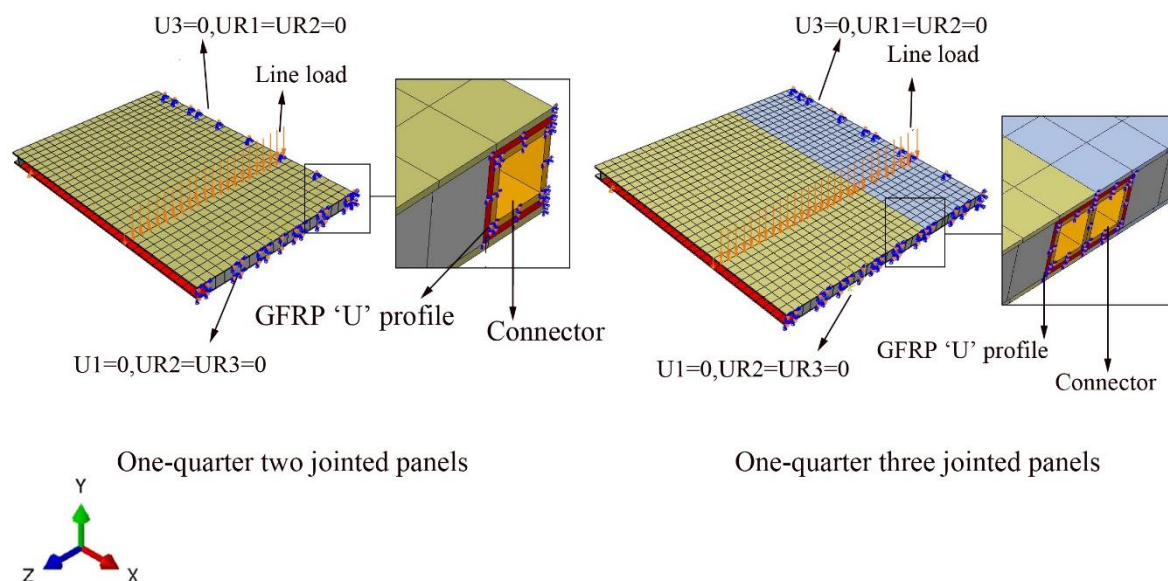 U3=0,UR1=UR2=0
Line load
GFRP ‘U’ profile
Connector
U1=0,UR2=UR3=0
One-quarter two jointed panels
U3=0,UR1=UR2=0
Line load
GFRP ‘U’ profile
Connector
U1=0,UR2=UR3=0
One-quarter three jointed panels
Y
Z
X